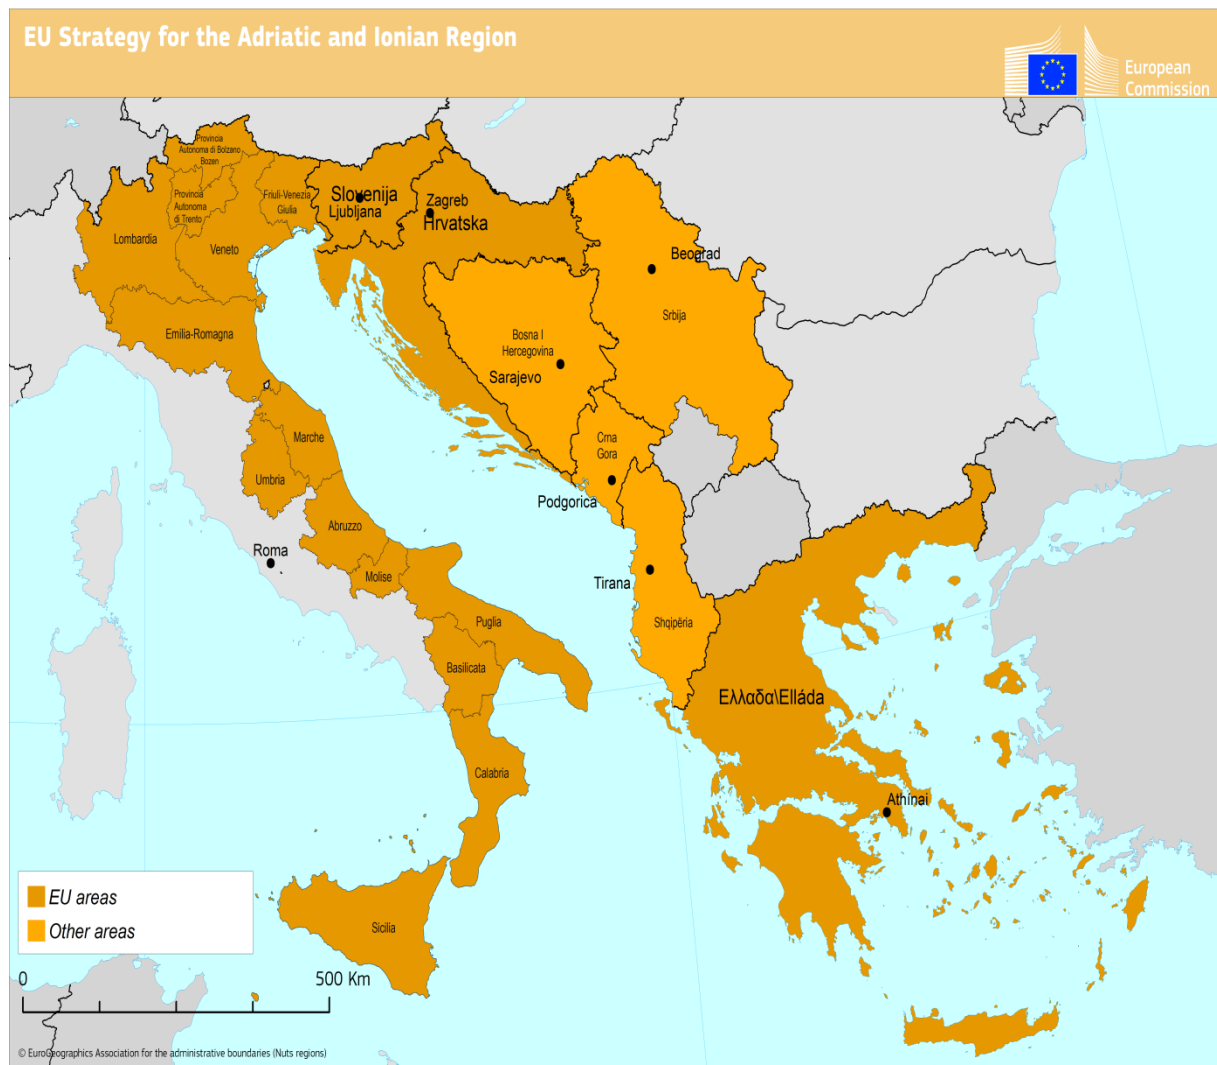 EU Strategy for the Adriatic and Ionian Region
European
Commission
Provincia
Autonoma di Bolzano
Bozen
Provincia
Autonoma
di Trento
Friuli-Venezia
Giulia
Slovenija
Ljubljana
Zagreb
Hrvatska
Lombardia
Veneto
Beograd
Emilia-Romagna
Srbija
Bosna I
Hercegovina
Sarajevo
Marche
Crna
Gora
Umbria
Podgorica
Abruzzo
Roma
Molise
Tirana
Puglia
Shqipëria
Basilicata
Ελλαδα\Elláda
Calabria
Athínai
EU areas
Other areas
Sicilia
0 500 Km
© EuroGeographics Association for the administrative boundaries (Nuts regions)